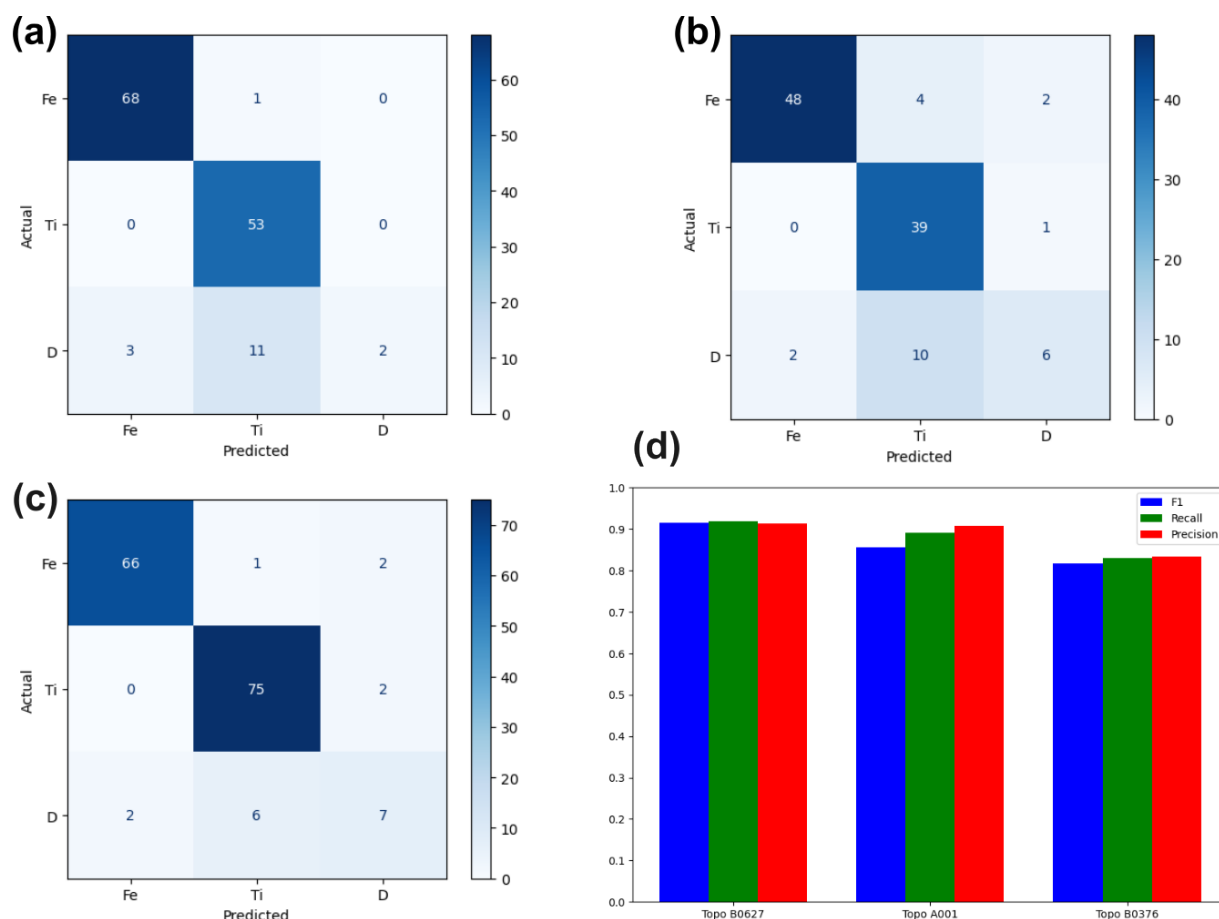 (a)
Fe 68 1 0
Ti 0 53 0
D 3 11 2
Fe Ti D
Predicted
Actual
60
50
40
30
20
10
0
(b)
Fe 48 4 2
Ti 0 39 1
D 2 10 6
Fe Ti D
Predicted
Actual
40
30
20
10
0
(c)
Fe 66 1 2
Ti 0 75 2
D 2 6 7
Fe Ti D
Predicted
Actual
70
60
50
40
30
20
10
0
(d)
1.0
0.9
0.8
0.7
0.6
0.5
0.4
0.3
0.2
0.1
0.0
F1
Recall
Precision
Topo B0627 Topo A001 Topo B0376